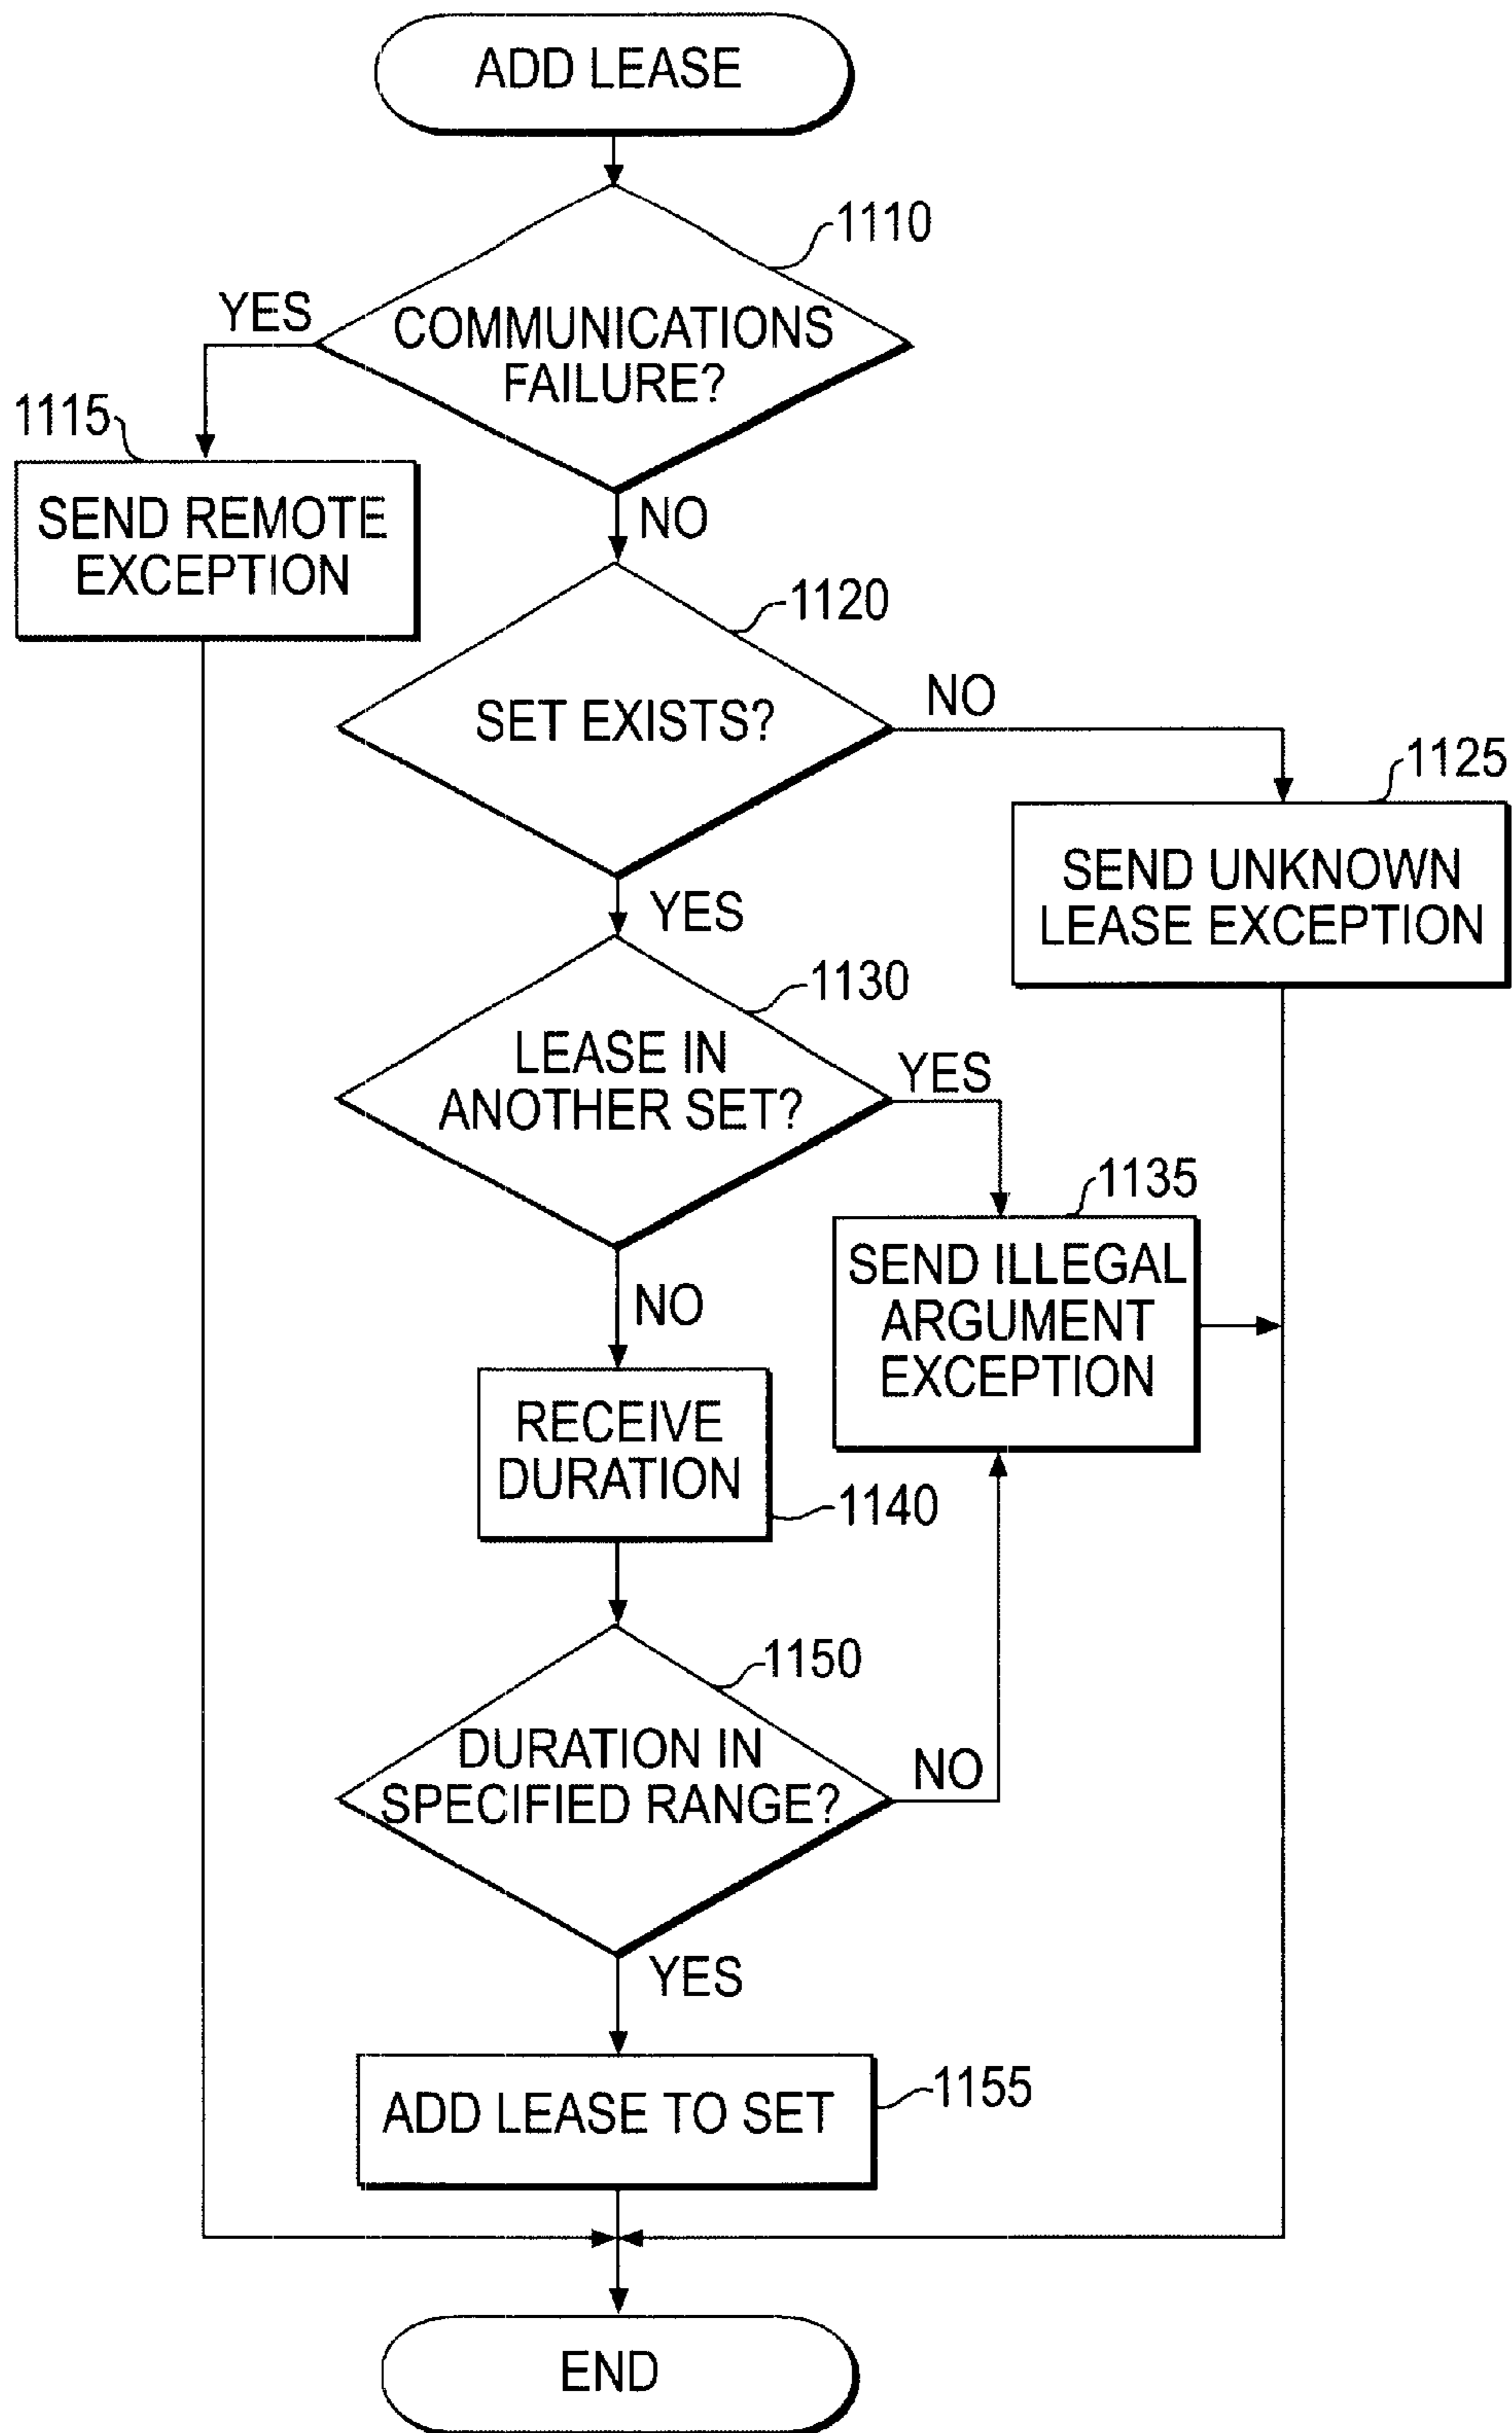 ADD LEASE
1110
YES
COMMUNICATIONS
FAILURE?
1115
SEND REMOTE
EXCEPTION
NO
1120
SET EXISTS?
NO
1125
SEND UNKNOWN
LEASE EXCEPTION
YES
1130
LEASE IN
ANOTHER SET?
YES
1135
SEND ILLEGAL
ARGUMENT
EXCEPTION
NO
RECEIVE
DURATION
1140
1150
DURATION IN
SPECIFIED RANGE?
NO
YES
ADD LEASE TO SET
1155
END